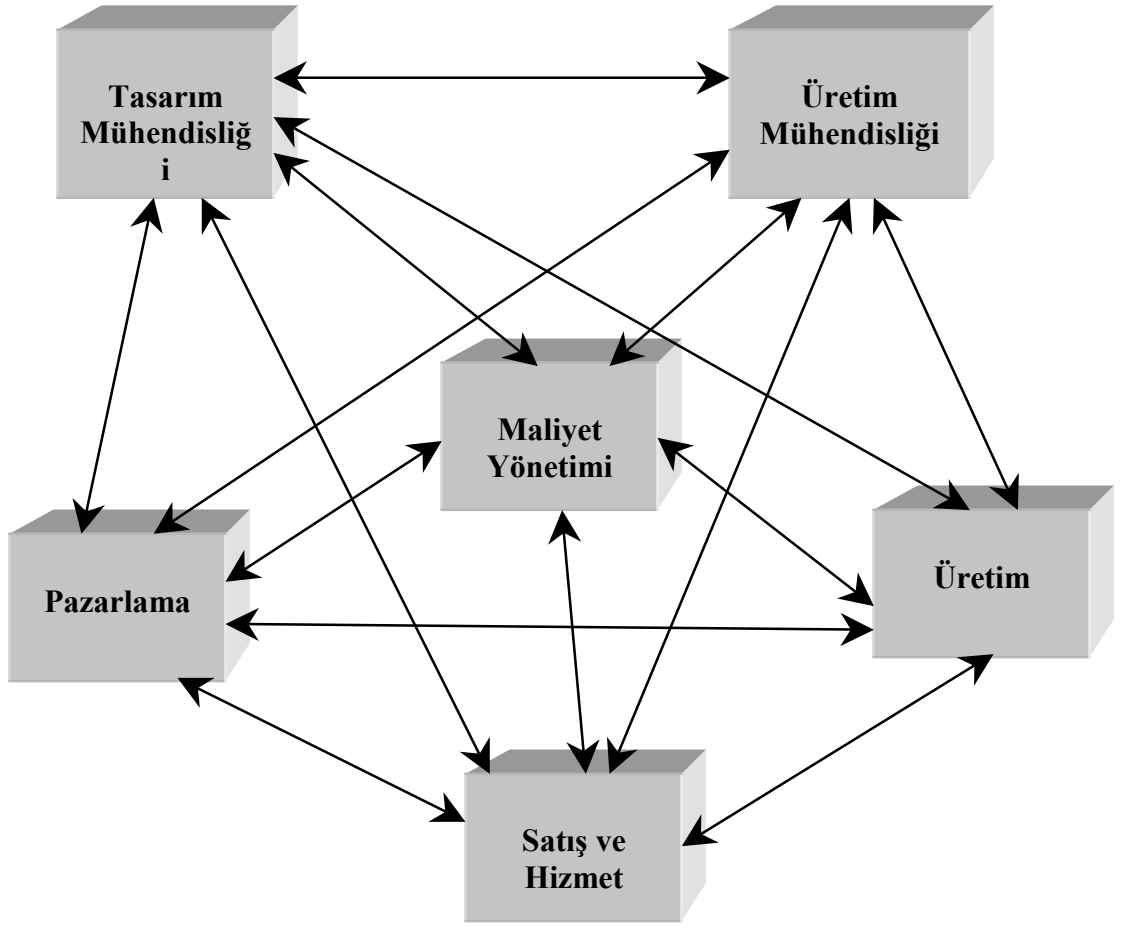 Tasarım
Mühendisliğ
i
Üretim
Mühendisliği
Maliyet
Yönetimi
Pazarlama
Üretim
Satış ve
Hizmet